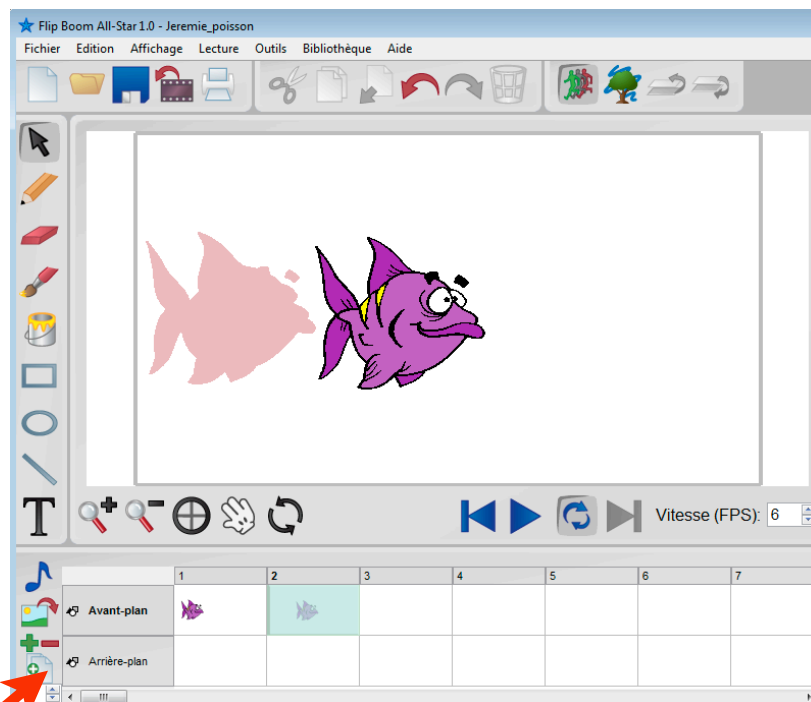 Flip Boom All-Star 1.0 - Jeremie_poisson
Fichier Edition Affichage Lecture Outils Bibliothèque Aide
T
Vitesse (FPS): 6
1 2 3 4 5 6 7
Avant-plan
Arrière-plan